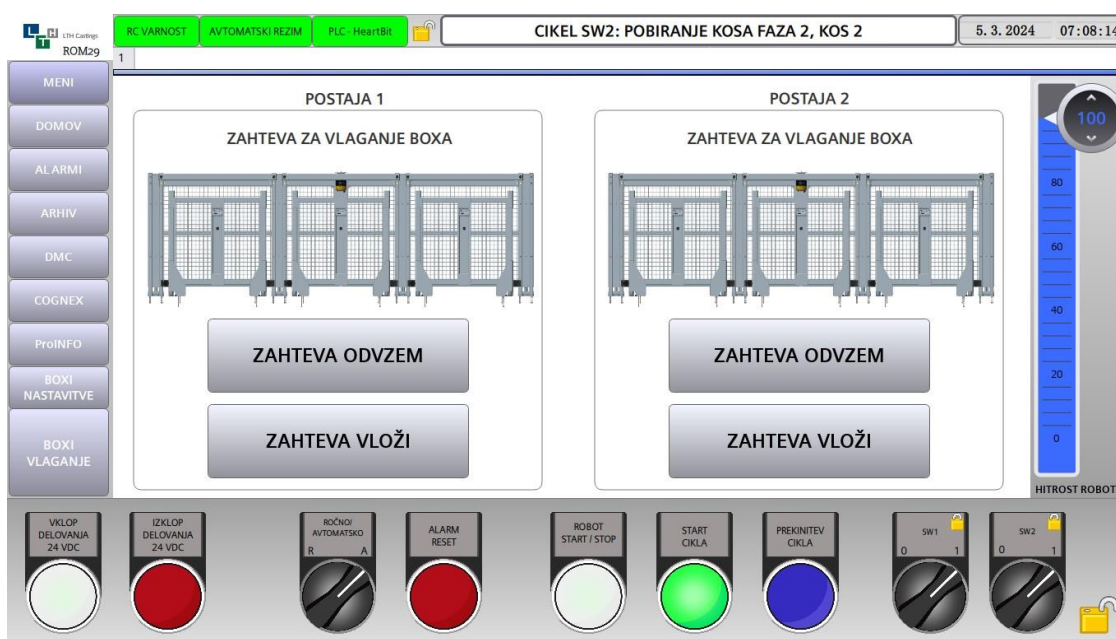 LTH Castings
ROM29
RC VARNOST
AVTOMATSKI REZIM
PLC - HeartBit
CIKEL SW2: POBIRANJE KOSA FAZA 2, KOS 2
5. 3. 2024 07:08:14
1
MENI
DOMOV
ALARMI
ARHIV
DMC
COGNEX
ProINFO
BOXI
NASTAVITVE
BOXI
VLAGANJE
POSTAJA 1
ZAHTEVA ZA VLAGANJE BOXA
ZAHTEVA ODVZEM
ZAHTEVA VLOŽI
POSTAJA 2
ZAHTEVA ZA VLAGANJE BOXA
ZAHTEVA ODVZEM
ZAHTEVA VLOŽI
100
80
60
40
20
0
HITROST ROBOT
VKLOP
DELOVANJA
24 VDC
IZKLOP
DELOVANJA
24 VDC
ROČNO/
AVTOMATSKO
R A
ALARM
RESET
ROBOT
START / STOP
START
CIKLA
PREKINITEV
CIKLA
SW1
0 1
SW2
0 1